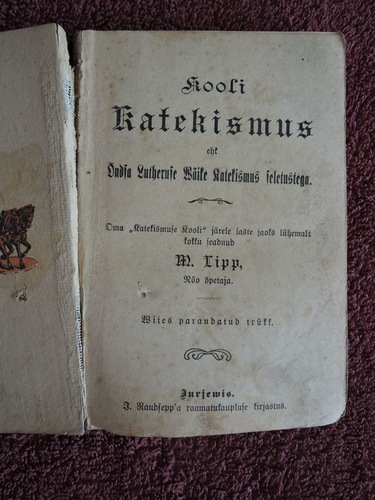 Kooli
Katekismus
ehk
Õndsa Lutheruse Wäike Katekismus seletustega.
Oma „Katekismuse Kooli“ järele laste jaoks lühemalt
kokku seadnud
M. Lipp,
Nõo õpetaja.
Wiies parandatud trükk.
Jurjewis.
J. Raudsepp'a raamatukaupluse kirjastus.